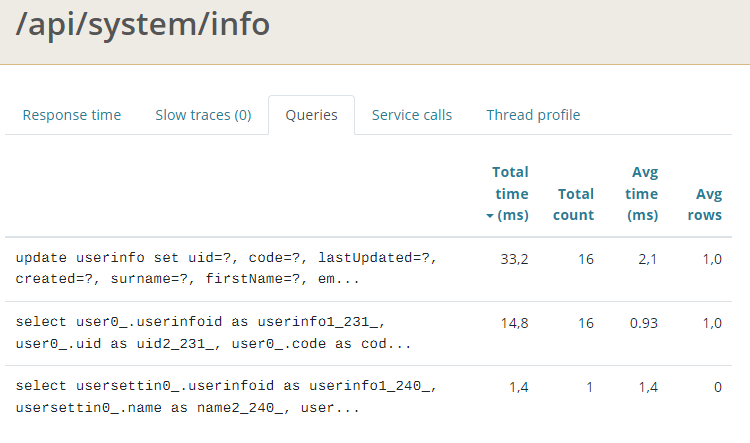 /api/system/info
Response time Slow traces (0) Queries Service calls Thread profile
Total time (ms) Total count Avg time (ms) Avg rows
update userinfo set uid=?, code=?, lastUpdated=?, 33,2 16 2,1 1,0
created=?, surname=?, firstName=?, em...
select user0_.userinfoid as userinfo1_231_, 14,8 16 0.93 1,0
user0_.uid as uid2_231_, user0_.code as cod...
select usersettin0_.userinfoid as userinfo1_240_, 1,4 1 1,4 0
usersettin0_.name as name2_240_, user...